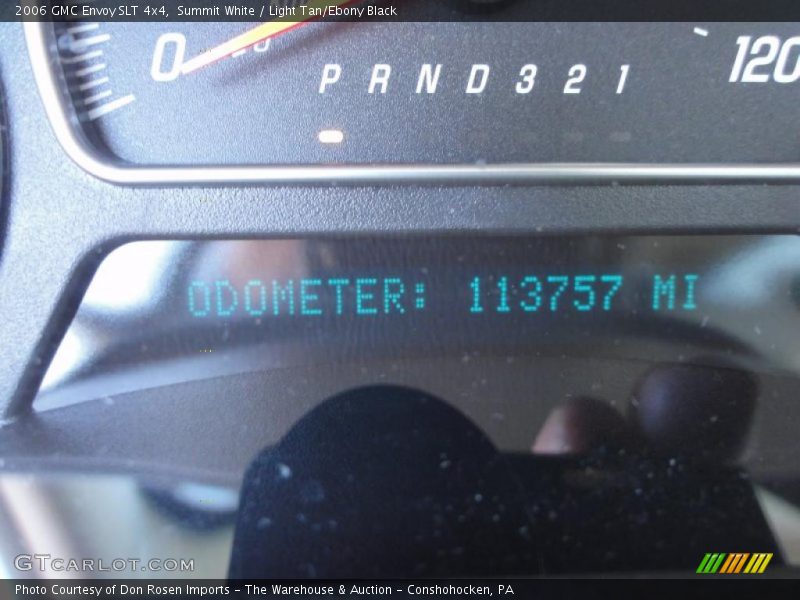 2006 GMC Envoy SLT 4x4, Summit White / Light Tan/Ebony Black
0 20 120
P R N D 3 2 1
ODOMETER: 113757 MI
GTCARLOT.COM
Photo Courtesy of Don Rosen Imports - The Warehouse & Auction - Conshohocken, PA